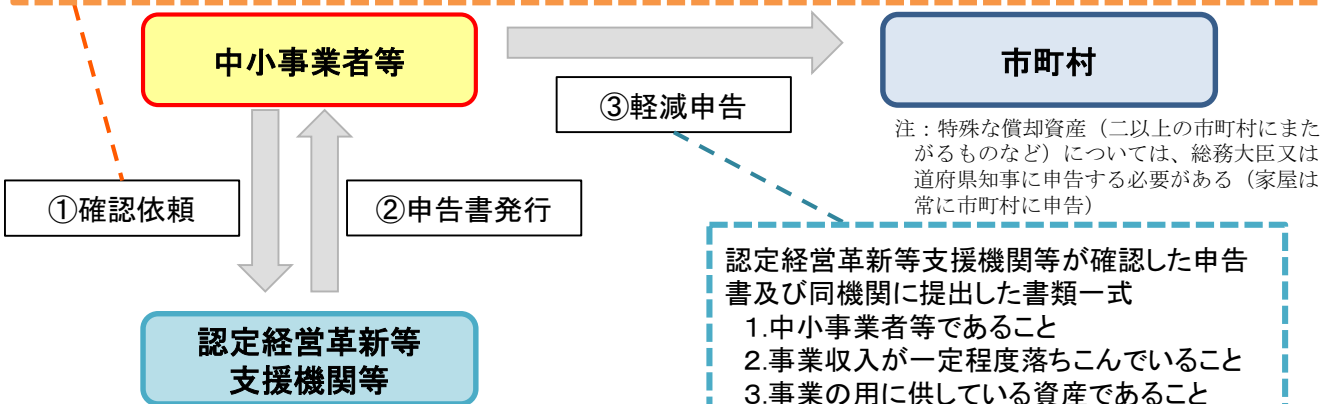 中小事業者等
市町村
③軽減申告
注：特殊な償却資産（二以上の市町村にまた
がるものなど）については、総務大臣又は
道府県知事に申告する必要がある（家屋は
常に市町村に申告）
①確認依頼
②申告書発行
認定経営革新等
支援機関等
認定経営革新等支援機関等が確認した申告
書及び同機関に提出した書類一式
1.中小事業者等であること
2.事業収入が一定程度落ちこんでいること
3.事業の用に供している資産であること